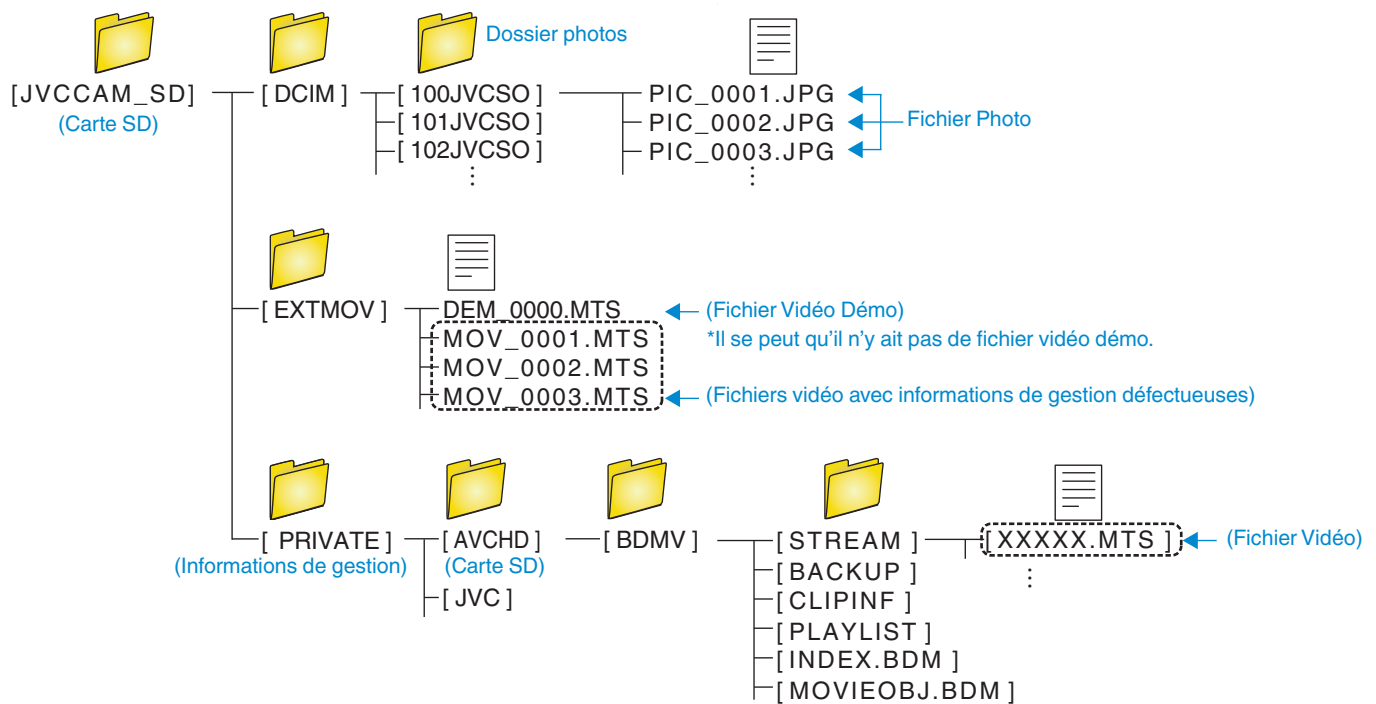 Dossier photos
[JVCCAM_SD]
(Carte SD)
[ DCIM ]
[ 100JVCSO ]
[ 101JVCSO ]
[ 102JVCSO ]
PIC_0001.JPG
PIC_0002.JPG
PIC_0003.JPG
Fichier Photo
[ EXTMOV ]
DEM_0000.MTS
(Fichier Vidéo Démo)
MOV_0001.MTS
*Il se peut qu'il n'y ait pas de fichier vidéo démo.
MOV_0002.MTS
MOV_0003.MTS
(Fichiers vidéo avec informations de gestion défectueuses)
[ PRIVATE ]
(Informations de gestion)
[ AVCHD ]
(Carte SD)
[ JVC ]
[ BDMV ]
[ STREAM ]
[ BACKUP ]
[ CLIPINF ]
[ PLAYLIST ]
[ INDEX.BDM ]
[ MOVIEOBJ.BDM ]
[ XXXXX.MTS ]
(Fichier Vidéo)